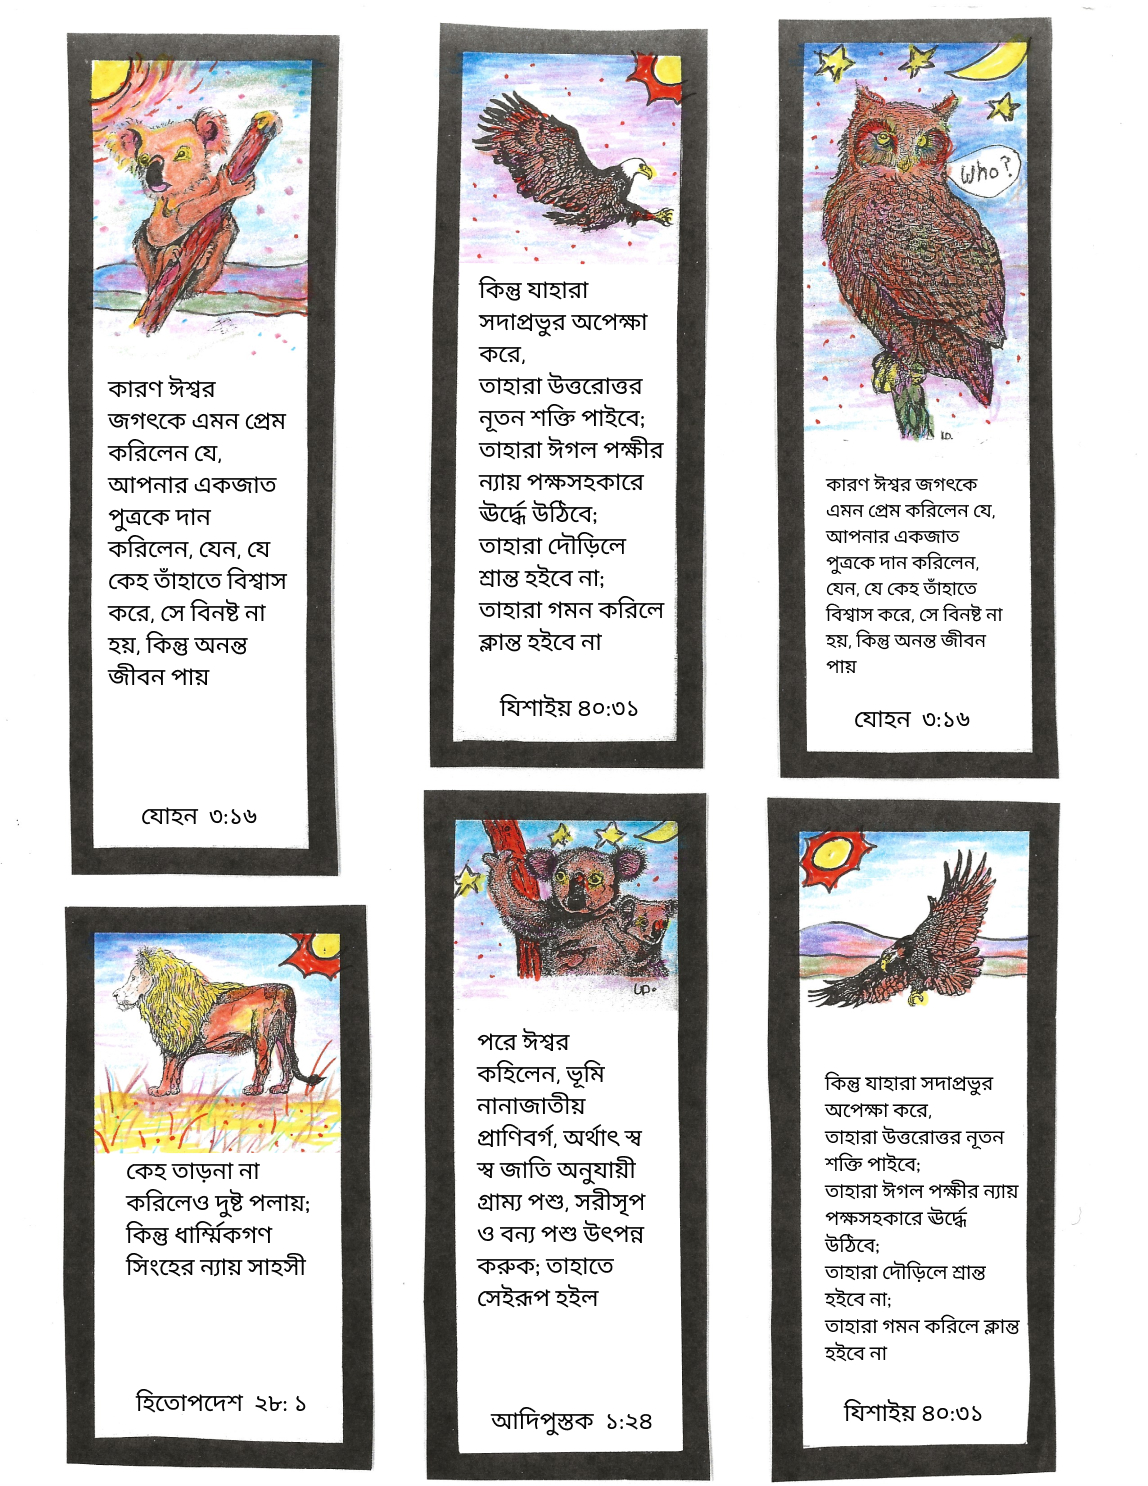 কারণ ঈশ্বর
জগৎকে এমন প্রেম
করিলেন যে,
আপনার একজাত
পুত্রকে দান
করিলেন, যেন, যে
কেহ তাঁহাতে বিশ্বাস
করে, সে বিনষ্ট না
হয়, কিন্তু অনন্ত
জীবন পায়
যোহন ৩:১৬
কিন্তু যাহারা
সদাপ্রভুর অপেক্ষা
করে,
তাহারা উত্তরোত্তর
নূতন শক্তি পাইবে;
তাহারা ঈগল পক্ষীর
ন্যায় পক্ষসহকারে
ঊর্দ্ধে উঠিবে;
তাহারা দৌড়িলে
শ্রান্ত হইবে না;
তাহারা গমন করিলে
ক্লান্ত হইবে না
যিশাইয় ৪০:৩১
Who?
L.D.
কারণ ঈশ্বর জগৎকে
এমন প্রেম করিলেন যে,
আপনার একজাত
পুত্রকে দান করিলেন,
যেন, যে কেহ তাঁহাতে
বিশ্বাস করে, সে বিনষ্ট না
হয়, কিন্তু অনন্ত জীবন
পায়
যোহন ৩:১৬
কেহ তাড়না না
করিলেও দুষ্ট পলায়;
কিন্তু ধার্ম্মিকগণ
সিংহের ন্যায় সাহসী
হিতোপদেশ ২৮: ১
L.D.
পরে ঈশ্বর
কহিলেন, ভূমি
নানাজাতীয়
প্রাণিবর্গ, অর্থাৎ স্ব
স্ব জাতি অনুযায়ী
গ্রাম্য পশু, সরীসৃপ
ও বন্য পশু উৎপন্ন
করুক; তাহাতে
সেইরূপ হইল
আদিপুস্তক ১:২৪
কিন্তু যাহারা সদাপ্রভুর
অপেক্ষা করে,
তাহারা উত্তরোত্তর নূতন
শক্তি পাইবে;
তাহারা ঈগল পক্ষীর ন্যায়
পক্ষসহকারে ঊর্দ্ধে
উঠিবে;
তাহারা দৌড়িলে শ্রান্ত
হইবে না;
তাহারা গমন করিলে ক্লান্ত
হইবে না
যিশাইয় ৪০:৩১